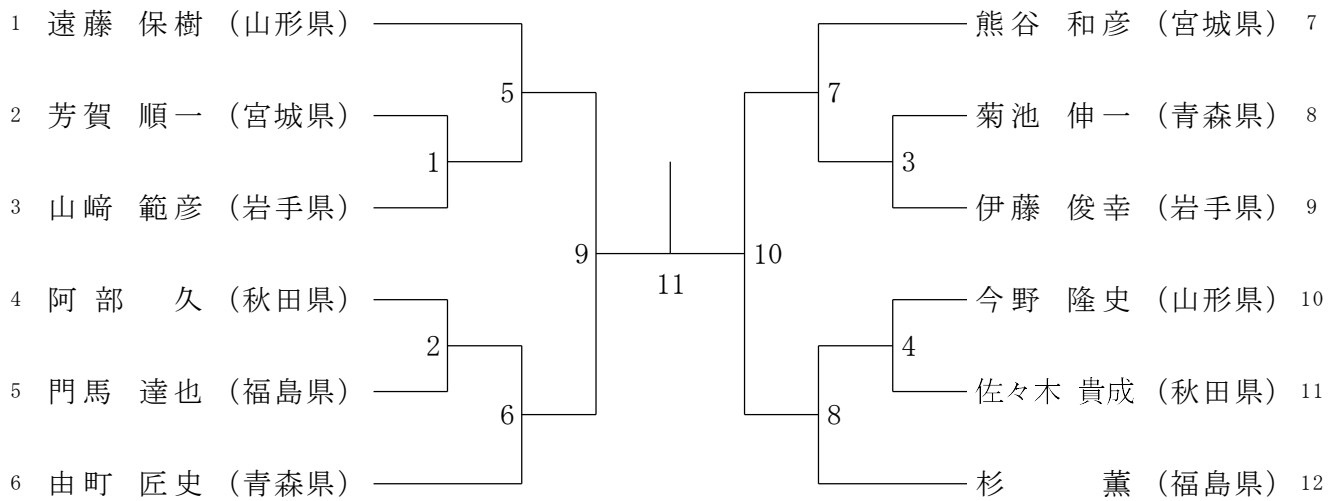 1 遠藤 保樹 (山形県)
2 芳賀 順一 (宮城県)
3 山﨑 範彦 (岩手県)
4 阿部 久 (秋田県)
5 門馬 達也 (福島県)
6 由町 匠史 (青森県)
1
2
5
6
9
11
10
7
8
3
4
熊谷 和彦 (宮城県) 7
菊池 伸一 (青森県) 8
伊藤 俊幸 (岩手県) 9
今野 隆史 (山形県) 10
佐々木 貴成 (秋田県) 11
杉 薫 (福島県) 12